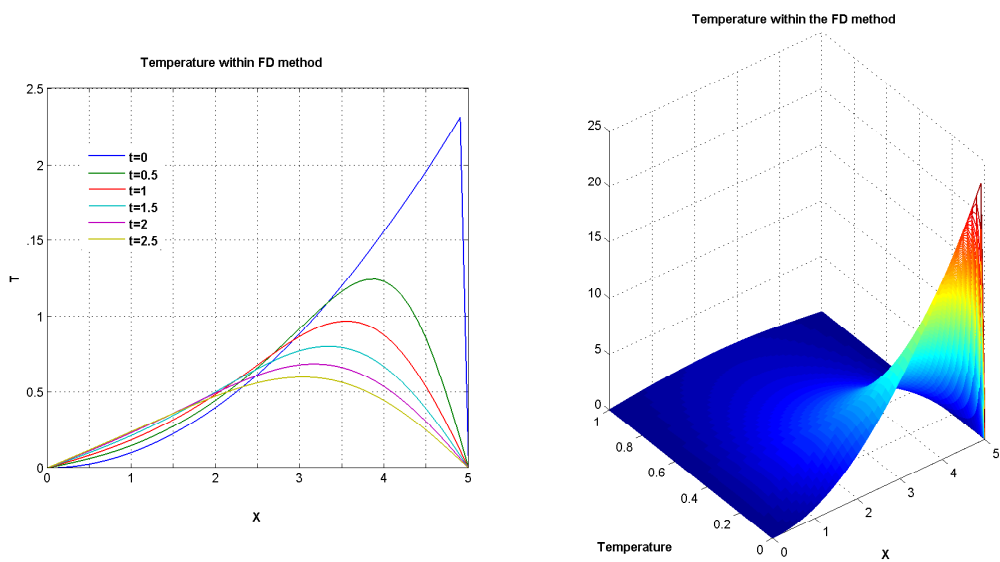 Temperature within FD method
2.5
2
1.5
1
0.5
0
T
t=0
t=0.5
t=1
t=1.5
t=2
t=2.5
0 1 2 3 4 5
X
Temperature within the FD method
25
20
15
10
5
0
1
0.8
0.6
0.4
0.2
0
0
1
2
3
4
5
Temperature
X